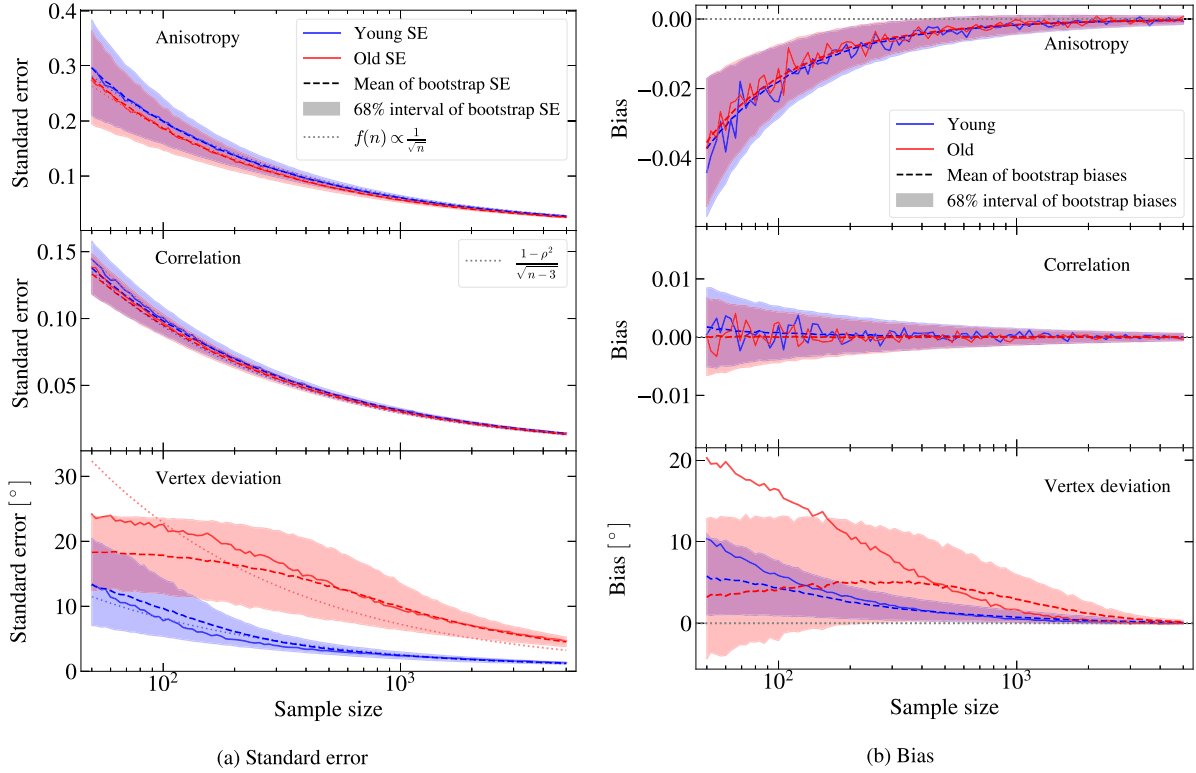 0.4
0.3
0.2
0.1
Standard error
Anisotropy
Young SE
Old SE
Mean of bootstrap SE
68% interval of bootstrap SE
f(n) ∝ 1/√n
0.15
0.10
0.05
Standard error
Correlation
(1 − ρ²)/√(n − 3)
30
20
10
0
Standard error [°]
Vertex deviation
10²
10³
Sample size
(a) Standard error
0.00
−0.02
−0.04
Bias
Anisotropy
Young
Old
Mean of bootstrap biases
68% interval of bootstrap biases
0.01
0.00
−0.01
Bias
Correlation
20
10
0
Bias [°]
Vertex deviation
10²
10³
Sample size
(b) Bias